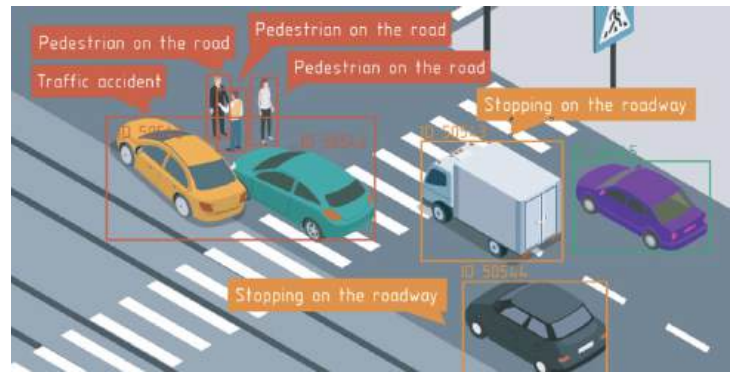 Pedestrian on the road
Pedestrian on the road
Pedestrian on the road
Traffic accident
Stopping on the roadway
ID 50544
Stopping on the roadway